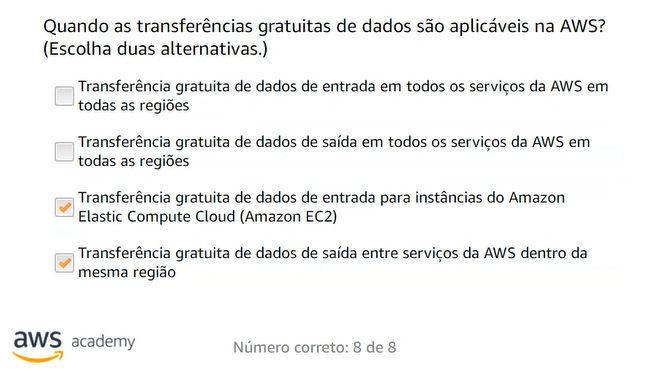 Quando as transferências gratuitas de dados são aplicáveis na AWS?
(Escolha duas alternativas.)
Transferência gratuita de dados de entrada em todos os serviços da AWS em
todas as regiões
Transferência gratuita de dados de saída em todos os serviços da AWS em
todas as regiões
Transferência gratuita de dados de entrada para instâncias do Amazon
Elastic Compute Cloud (Amazon EC2)
Transferência gratuita de dados de saída entre serviços da AWS dentro da
mesma região
aws academy
Número correto: 8 de 8